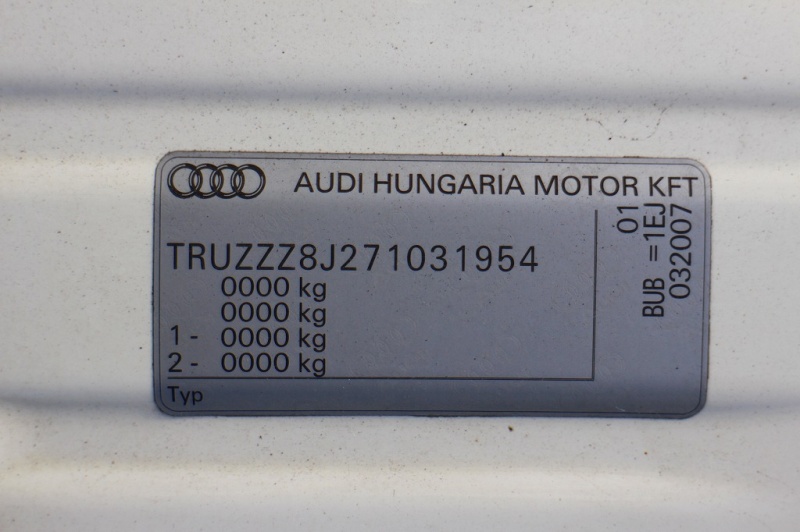 AUDI HUNGARIA MOTOR KFT
TRUZZZ8J271031954
0000 kg
0000 kg
1- 0000 kg
2- 0000 kg
Typ
01
BUB =1EJ
032007